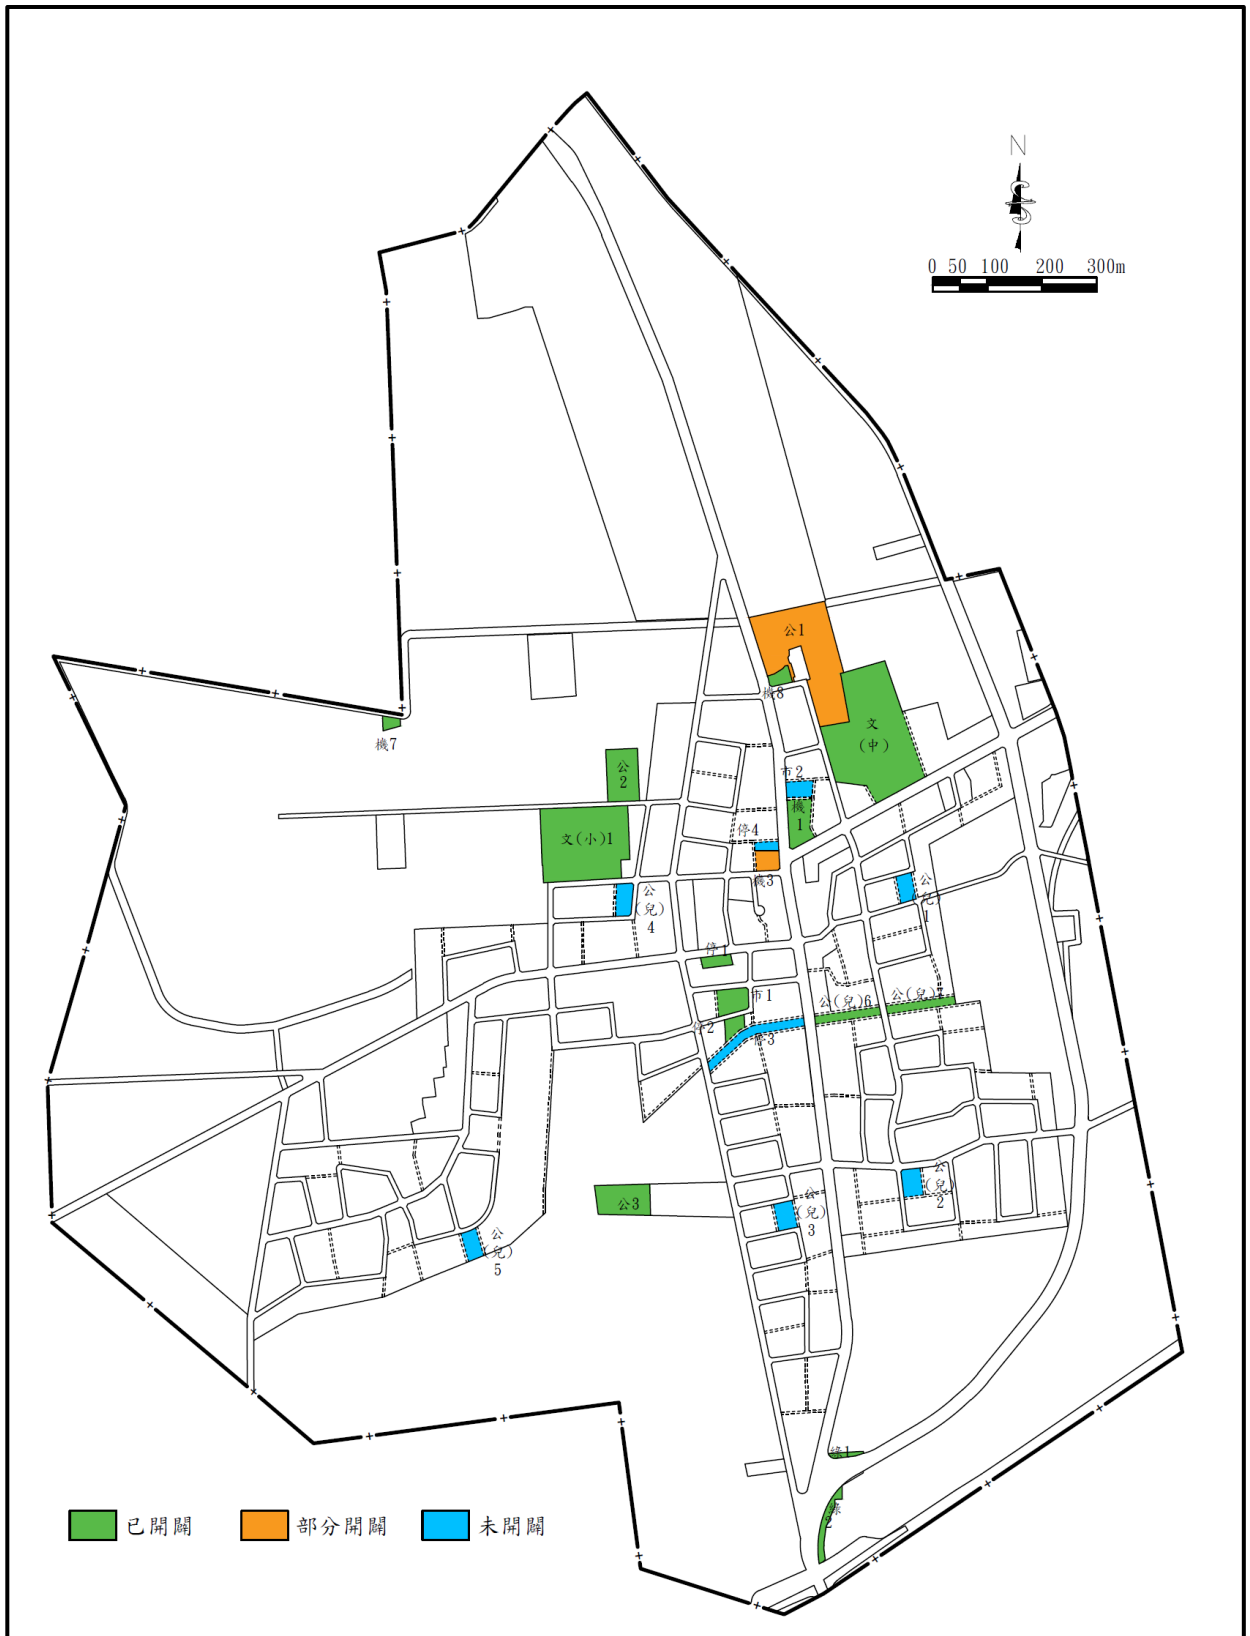 N
0 50 100 200 300m
公1
機8
文
(中)
機7
公
2
市2
機
1
文(小)1
停4
機3
公
(兒)
4
公
(兒)
1
停1
市1
公(兒)6
公(兒)7
停2
停3
公
(兒)
2
公3
公
(兒)
3
公
(兒)
5
綠1
綠
2
已開闢
部分開闢
未開闢